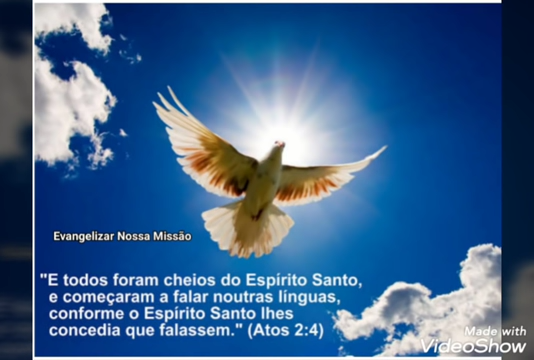 Evangelizar Nossa Missão
"E todos foram cheios do Espírito Santo,
e começaram a falar noutras línguas,
conforme o Espírito Santo lhes
concedia que falassem." (Atos 2:4)
Made with
VideoShow